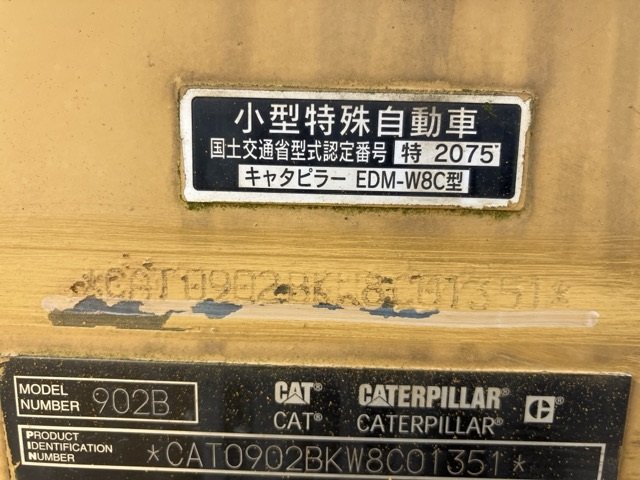 小型特殊自動車
国土交通省型式認定番号 特 2075
キャタピラー EDM-W8C型
*CAT0902BKW8C01351*
MODEL NUMBER 902B
CAT® CATERPILLAR® C
CAT® CATERPILLAR®
PRODUCT IDENTIFICATION NUMBER *CAT0902BKW8C01351*